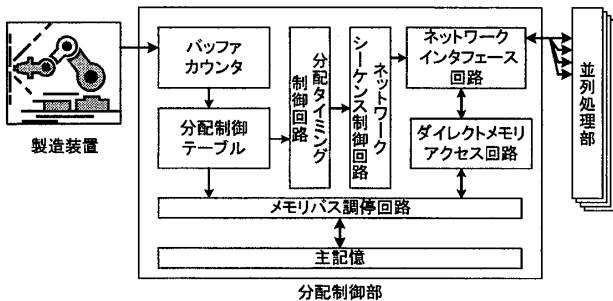 製造装置
バッファ
カウンタ
分配制御
テーブル
分配タイミング
制御回路
ネットワーク
シーケンス制御回路
ネットワーク
インタフェース
回路
ダイレクトメモリ
アクセス回路
メモリバス調停回路
主記憶
分配制御部
並列処理部